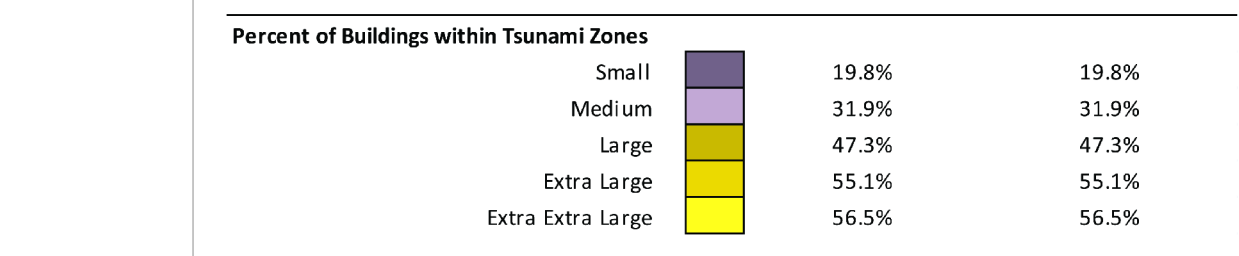 Percent of Buildings within Tsunami Zones
Small 19.8% 19.8%
Medium 31.9% 31.9%
Large 47.3% 47.3%
Extra Large 55.1% 55.1%
Extra Extra Large 56.5% 56.5%